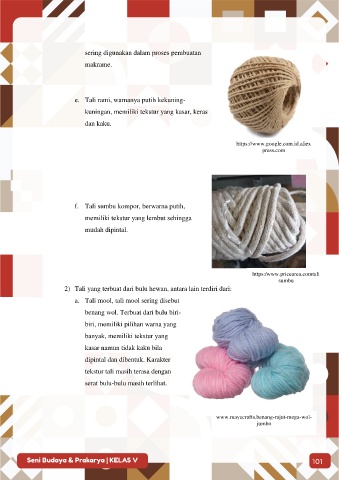 sering digunakan dalam proses pembuatan
makrame.
e. Tali rami, warnanya putih kekuning-
kuningan, memiliki tekstur yang kasar, keras
dan kaku.
https://www.google.com.id.aliex
press.com
f. Tali sumbu kompor, berwarna putih,
memiliki tekstur yang lembut sehingga
mudah dipintal.
https://www.pricearea.com/tali
sumbu
2) Tali yang terbuat dari bulu hewan, antara lain terdiri dari:
a. Tali mool, tali mool sering disebut
benang wol. Terbuat dari bulu biri-
biri, memiliki pilihan warna yang
banyak, memiliki tekstur yang
kasar namun tidak kaku bila
dipintal dan dibentuk. Karakter
tekstur tali masih terasa dengan
serat bulu-bulu masih terlihat.
www.mayacrafts.benang-rajut-mega-wol-
jumbo
Seni Budaya & Prakarya | KELAS V
101